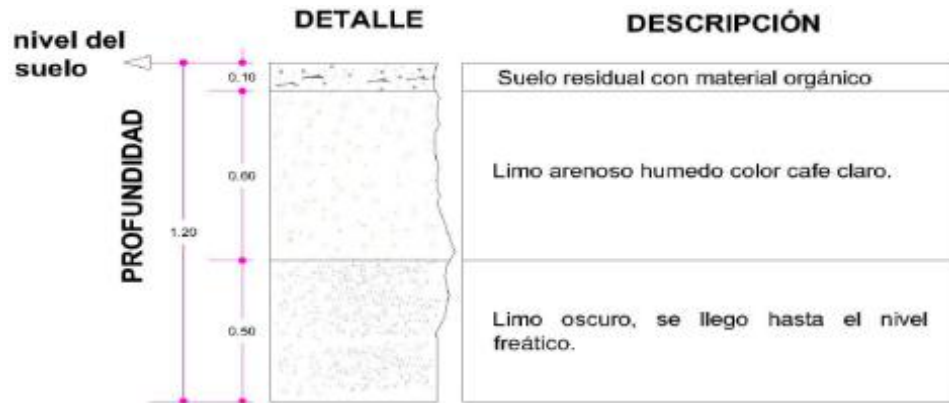 DETALLE
DESCRIPCIÓN
nivel del
suelo
PROFUNDIDAD
1.20
0.10
Suelo residual con material orgánico
0.60
Limo arenoso humedo color cafe claro.
0.50
Limo oscuro, se llego hasta el nivel
freático.